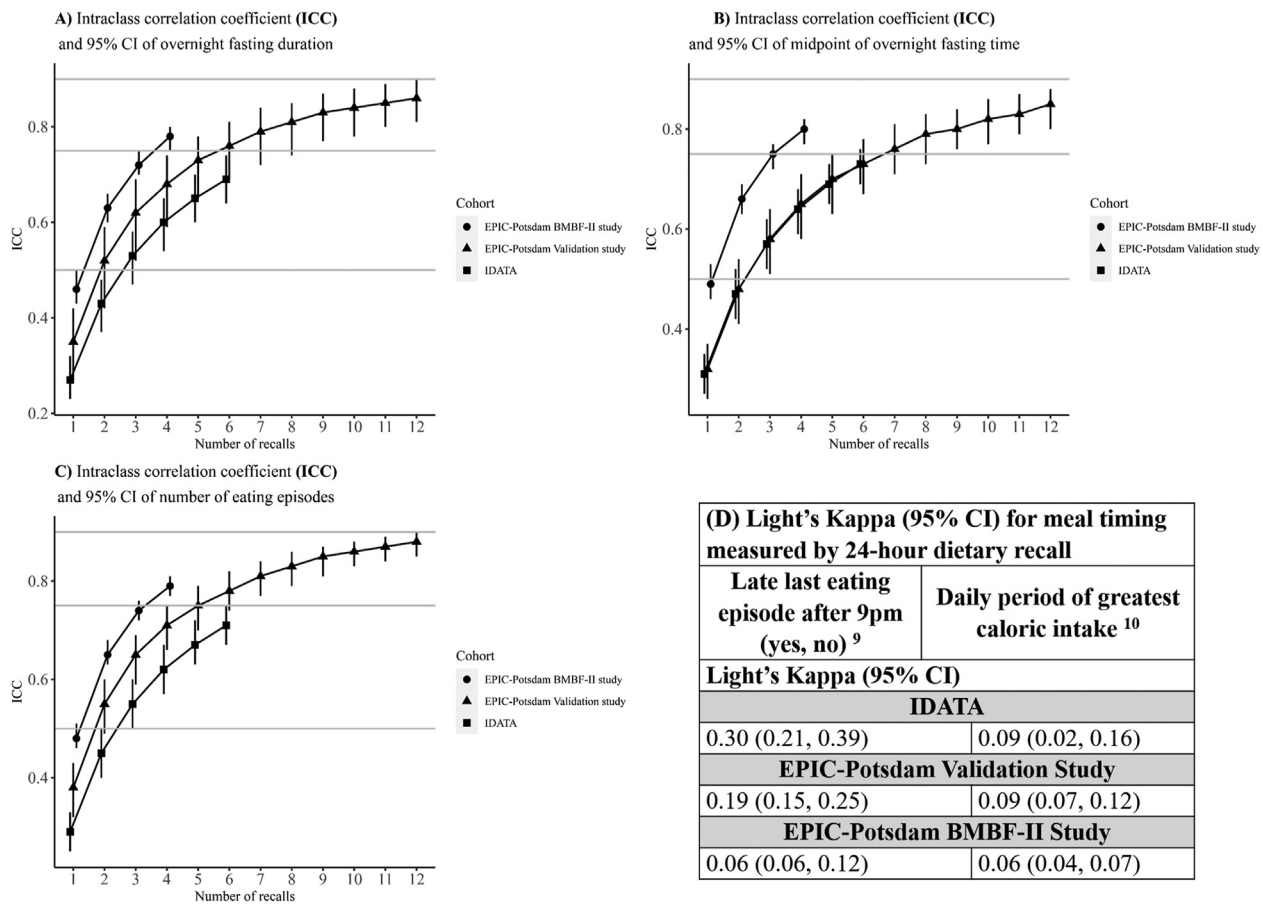 A) Intraclass correlation coefficient (ICC)
and 95% CI of overnight fasting duration
ICC
0.8
0.6
0.4
0.2
1 2 3 4 5 6 7 8 9 10 11 12
Number of recalls
Cohort
EPIC-Potsdam BMBF-II study
EPIC-Potsdam Validation study
IDATA
B) Intraclass correlation coefficient (ICC)
and 95% CI of midpoint of overnight fasting time
ICC
0.8
0.6
0.4
1 2 3 4 5 6 7 8 9 10 11 12
Number of recalls
Cohort
EPIC-Potsdam BMBF-II study
EPIC-Potsdam Validation study
IDATA
C) Intraclass correlation coefficient (ICC)
and 95% CI of number of eating episodes
ICC
0.8
0.6
0.4
1 2 3 4 5 6 7 8 9 10 11 12
Number of recalls
Cohort
EPIC-Potsdam BMBF-II study
EPIC-Potsdam Validation study
IDATA
(D) Light's Kappa (95% CI) for meal timing
measured by 24-hour dietary recall
Late last eating
episode after 9pm
(yes, no) 9
Daily period of greatest
caloric intake 10
Light's Kappa (95% CI)
IDATA
0.30 (0.21, 0.39) 0.09 (0.02, 0.16)
EPIC-Potsdam Validation Study
0.19 (0.15, 0.25) 0.09 (0.07, 0.12)
EPIC-Potsdam BMBF-II Study
0.06 (0.06, 0.12) 0.06 (0.04, 0.07)